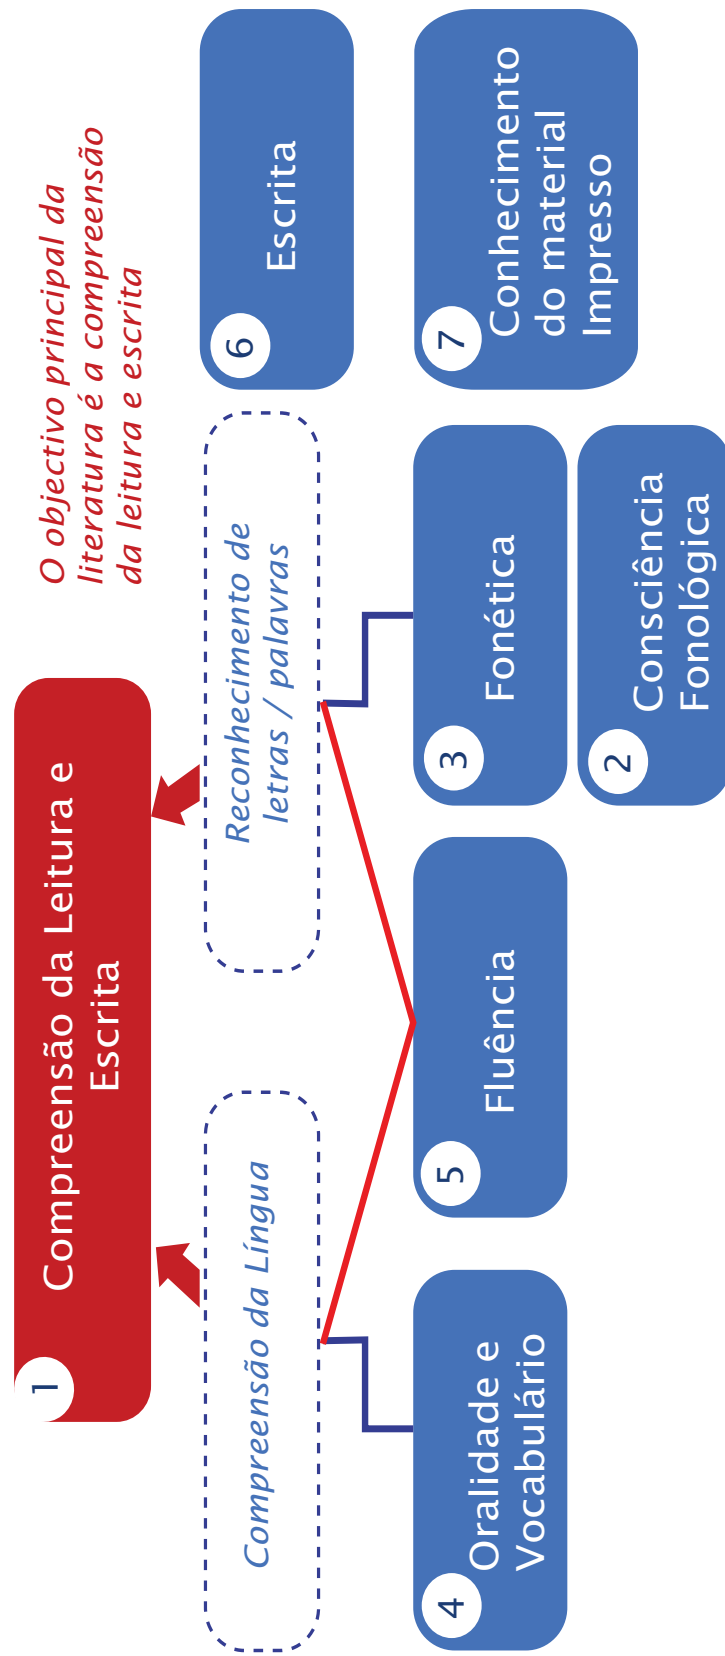 O objectivo principal da
literatura é a compreensão
da leitura e escrita
1
Compreensão da Leitura e
Escrita
Compreensão da Língua
Reconhecimento de
letras / palavras
6
Escrita
4
Oralidade e
Vocabulário
5
Fluência
3
Fonética
7
Conhecimento
do material
Impresso
2
Consciência
Fonológica